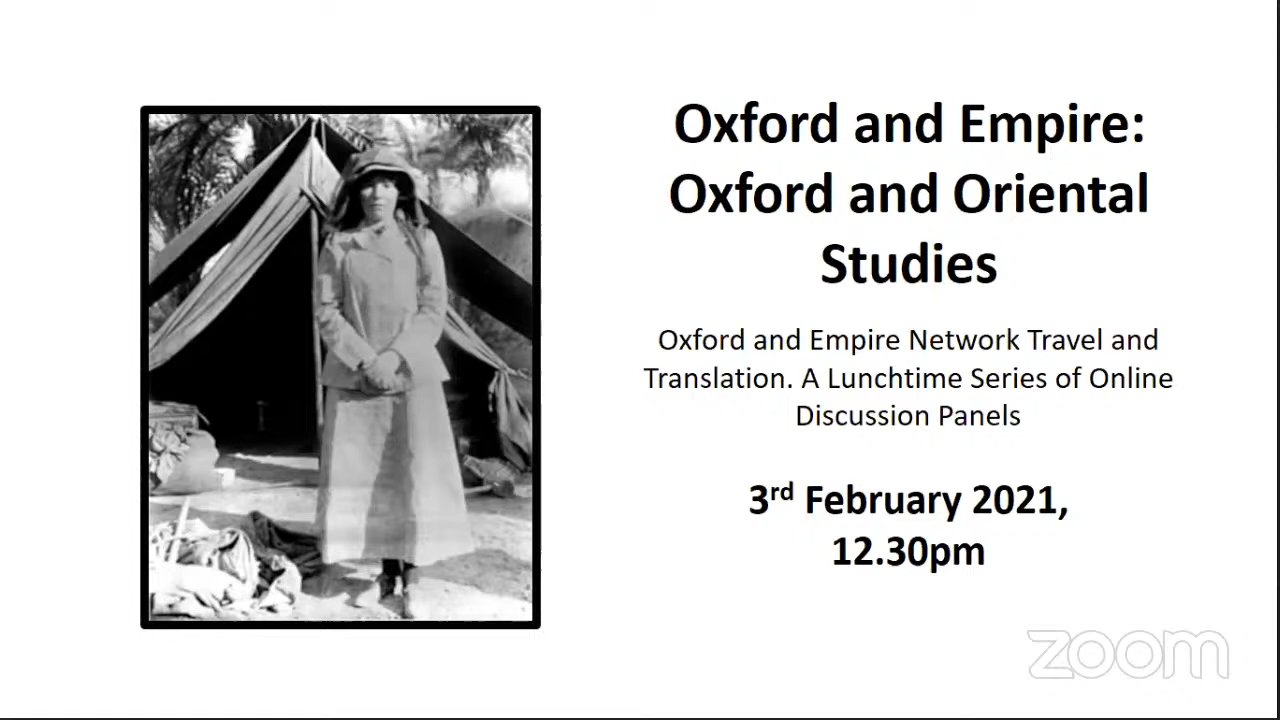 Oxford and Empire:
Oxford and Oriental
Studies
Oxford and Empire Network Travel and
Translation. A Lunchtime Series of Online
Discussion Panels
3rd February 2021,
12.30pm
zoom